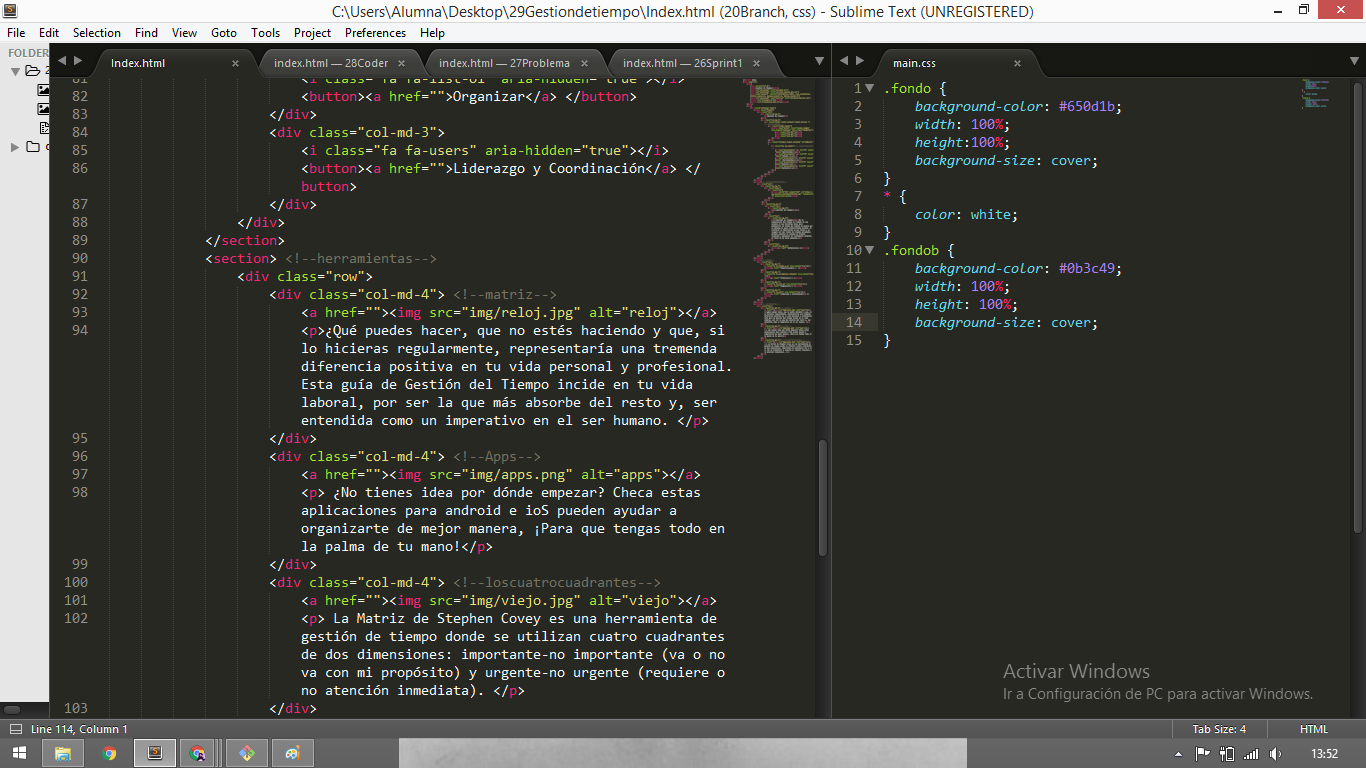 C:\Users\Alumna\Desktop\29Gestiondetiempo\Index.html (20Branch, css) - Sublime Text (UNREGISTERED)
File Edit Selection Find View Goto Tools Project Preferences Help
FOLDER
Index.html × index.html — 28Coder × index.html — 27Problema × index.html — 26Sprint1 ×
82 <button><a href="">Organizar</a> </button>
83 </div>
84 <div class="col-md-3">
85 <i class="fa fa-users" aria-hidden="true"></i>
86 <button><a href="">Liderazgo y Coordinación</a> </
button>
87 </div>
88 </div>
89 </section>
90 <section> <!--herramientas-->
91 <div class="row">
92 <div class="col-md-4"> <!--matriz-->
93 <a href=""><img src="img/reloj.jpg" alt="reloj"></a>
94 <p>¿Qué puedes hacer, que no estés haciendo y que, si
lo hicieras regularmente, representaría una tremenda
diferencia positiva en tu vida personal y profesional.
Esta guía de Gestión del Tiempo incide en tu vida
laboral, por ser la que más absorbe del resto y, ser
entendida como un imperativo en el ser humano. </p>
95 </div>
96 <div class="col-md-4"> <!--Apps-->
97 <a href=""><img src="img/apps.png" alt="apps"></a>
98 <p> ¿No tienes idea por dónde empezar? Checa estas
aplicaciones para android e ioS pueden ayudar a
organizarte de mejor manera, ¡Para que tengas todo en
la palma de tu mano!</p>
99 </div>
100 <div class="col-md-4"> <!--loscuatrocuadrantes-->
101 <a href=""><img src="img/viejo.jpg" alt="viejo"></a>
102 <p> La Matriz de Stephen Covey es una herramienta de
gestión de tiempo donde se utilizan cuatro cuadrantes
de dos dimensiones: importante-no importante (va o no
va con mi propósito) y urgente-no urgente (requiere o
no atención inmediata). </p>
103 </div>
main.css ×
1 .fondo {
2 background-color: #650d1b;
3 width: 100%;
4 height:100%;
5 background-size: cover;
6 }
7 * {
8 color: white;
9 }
10 .fondob {
11 background-color: #0b3c49;
12 width: 100%;
13 height: 100%;
14 background-size: cover;
15 }
Activar Windows
Ir a Configuración de PC para activar Windows.
Line 114, Column 1
Tab Size: 4
HTML
13:52